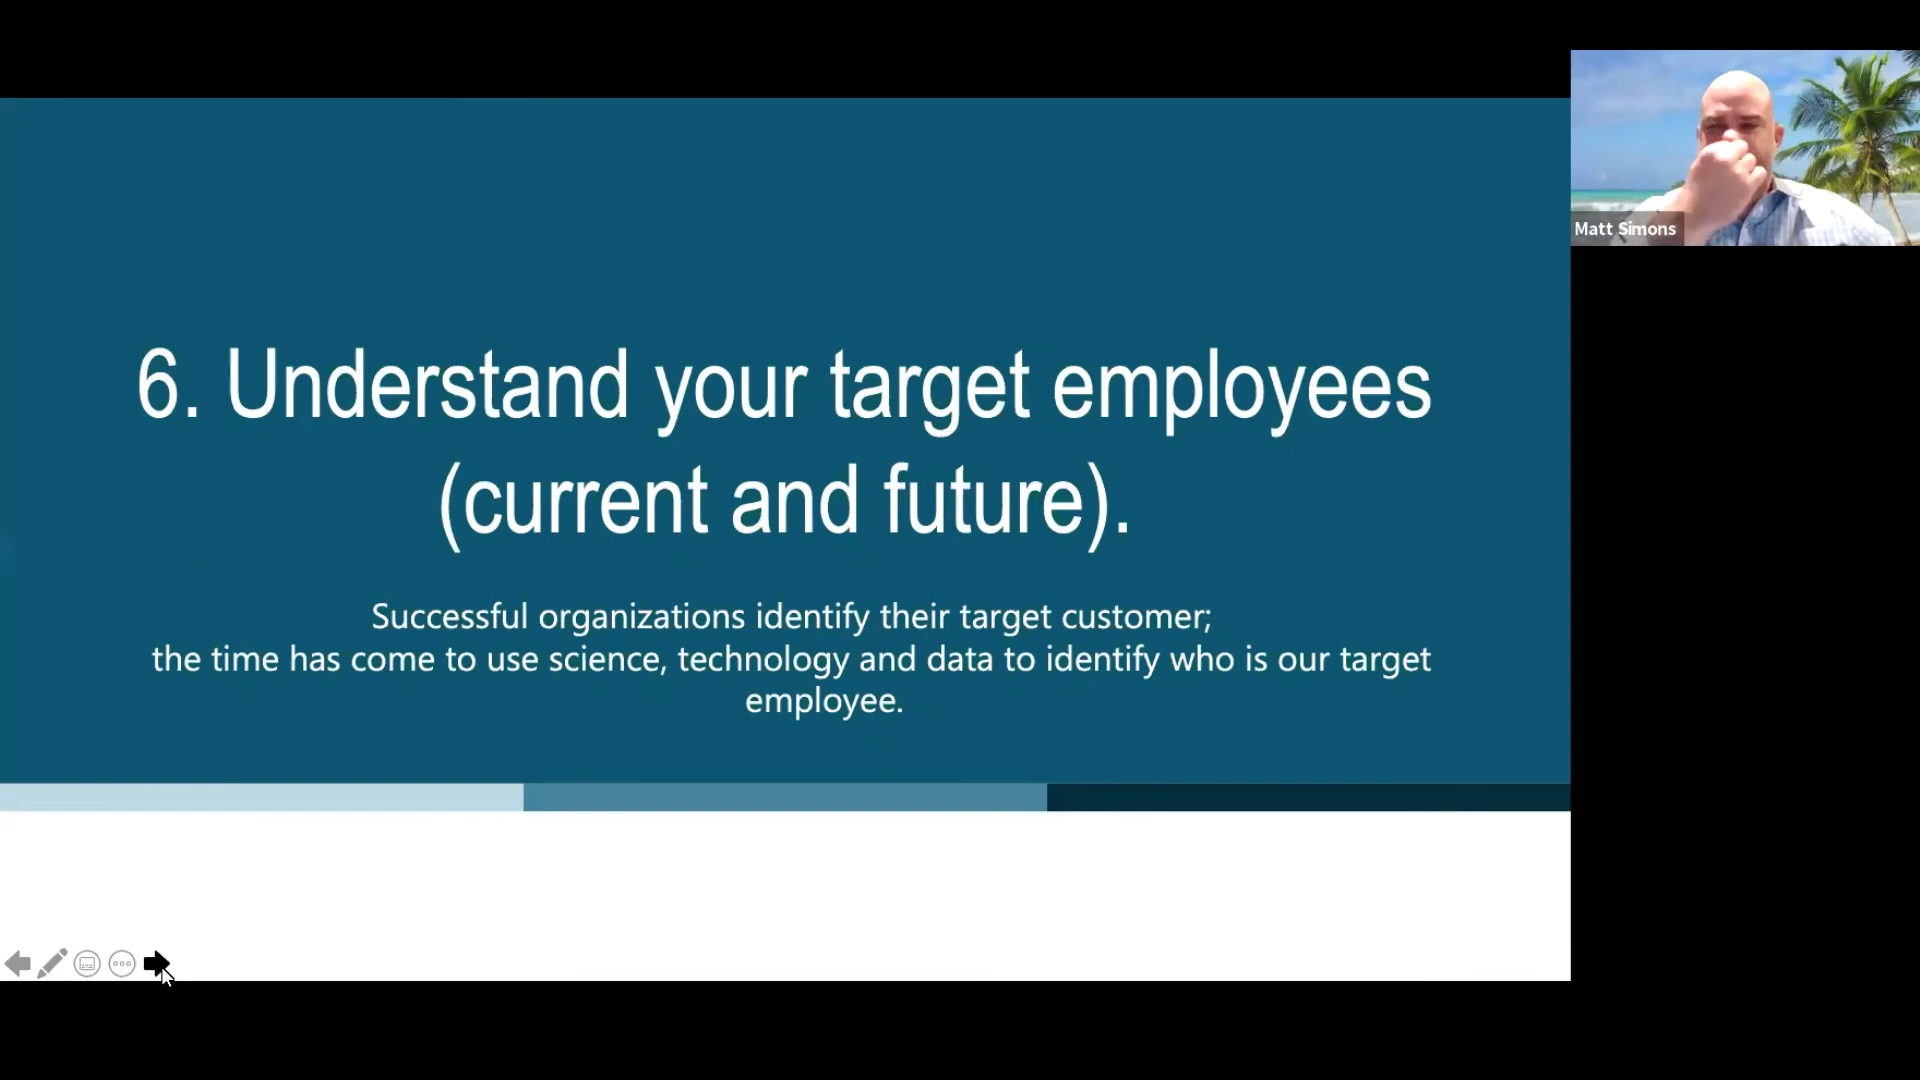 6. Understand your target employees
(current and future).
Successful organizations identify their target customer;
the time has come to use science, technology and data to identify who is our target
employee.
Matt Simons